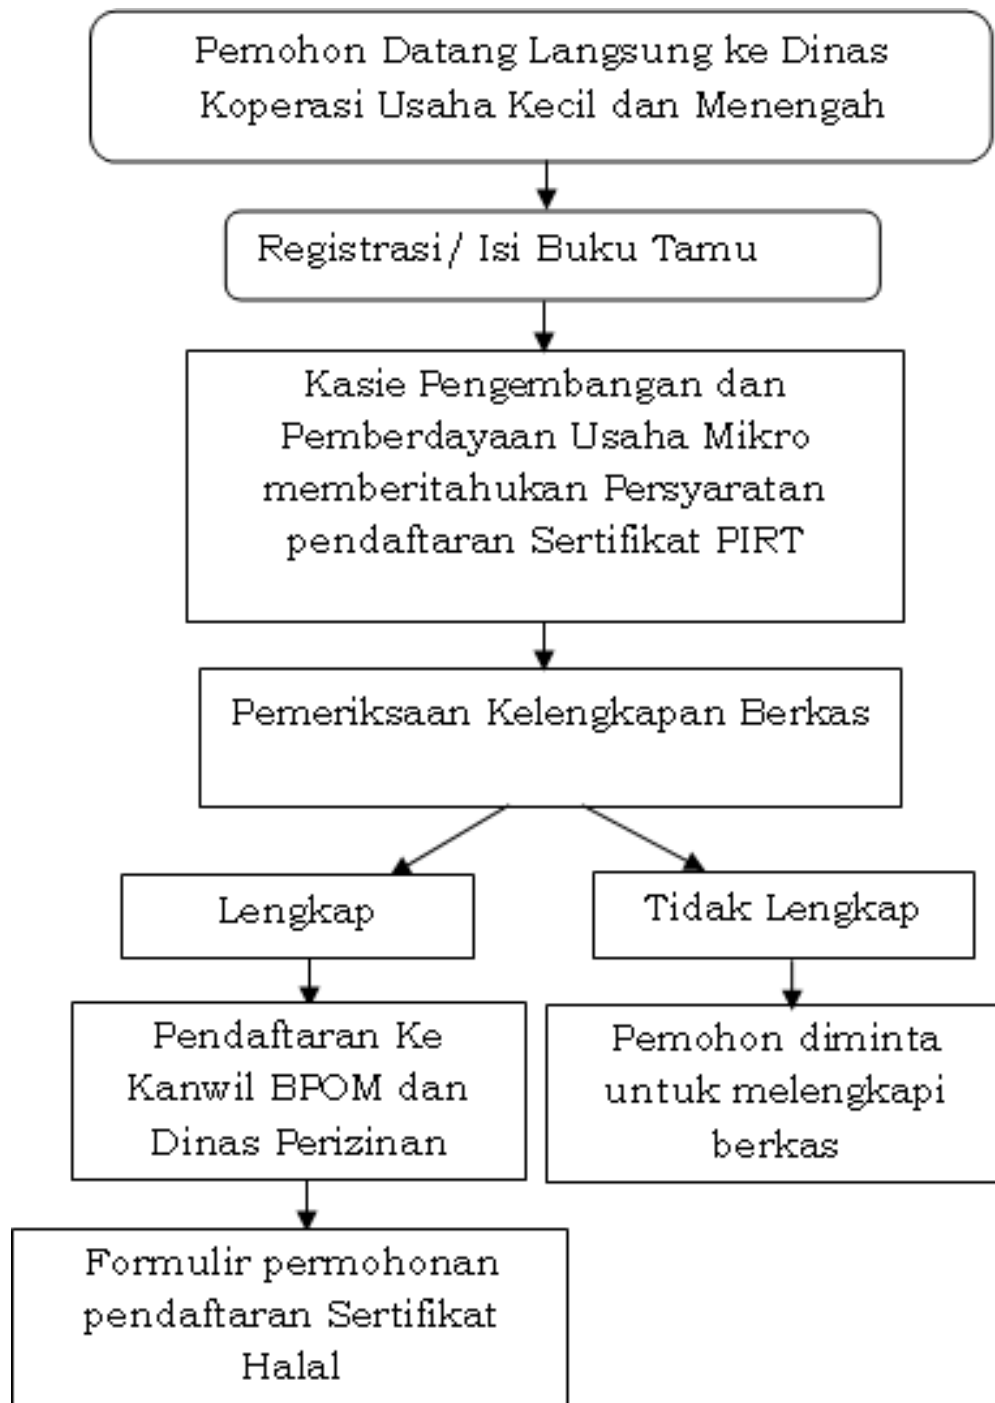 Pemohon Datang Langsung ke Dinas
Koperasi Usaha Kecil dan Menengah
Registrasi/ Isi Buku Tamu
Kasie Pengembangan dan
Pemberdayaan Usaha Mikro
memberitahukan Persyaratan
pendaftaran Sertifikat PIRT
Pemeriksaan Kelengkapan Berkas
Lengkap
Tidak Lengkap
Pendaftaran Ke
Kanwil BPOM dan
Dinas Perizinan
Pemohon diminta
untuk melengkapi
berkas
Formulir permohonan
pendaftaran Sertifikat
Halal